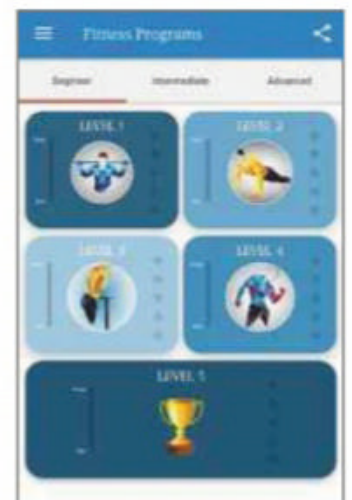 Fitness Programs
Beginner Intermediate Advanced
LEVEL 1 LEVEL 2
LEVEL 3 LEVEL 4
LEVEL 5